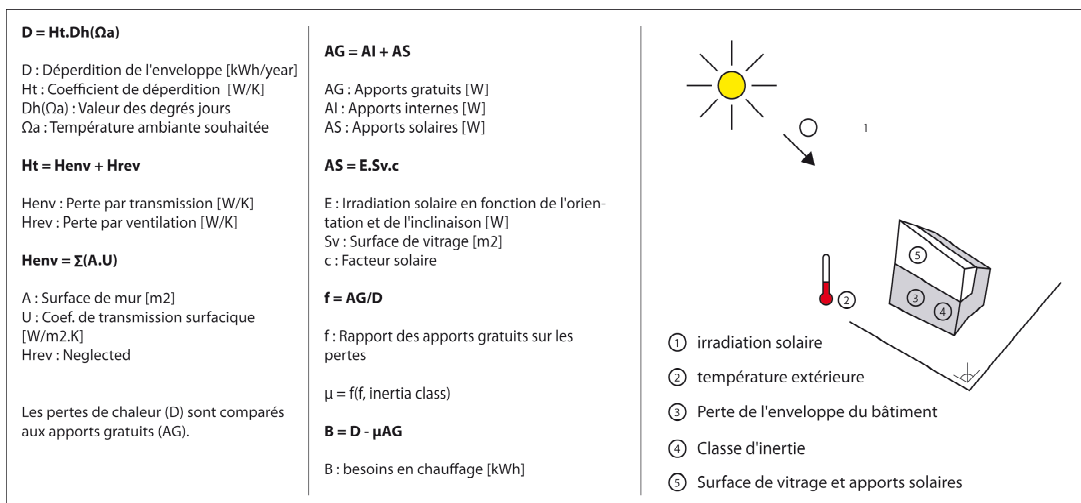 D = Ht.Dh(Ωa)
D : Déperdition de l'enveloppe [kWh/year]
Ht : Coefficient de déperdition [W/K]
Dh(Ωa) : Valeur des degrés jours
Ωa : Température ambiante souhaitée
Ht = Henv + Hrev
Henv : Perte par transmission [W/K]
Hrev : Perte par ventilation [W/K]
Henv = Σ(A.U)
A : Surface de mur [m2]
U : Coef. de transmission surfacique
[W/m2.K]
Hrev : Neglected
Les pertes de chaleur (D) sont comparés
aux apports gratuits (AG).
AG = AI + AS
AG : Apports gratuits [W]
AI : Apports internes [W]
AS : Apports solaires [W]
AS = E.Sv.c
E : Irradiation solaire en fonction de l'orien-
tation et de l'inclinaison [W]
Sv : Surface de vitrage [m2]
c : Facteur solaire
f = AG/D
f : Rapport des apports gratuits sur les
pertes
μ = f(f, inertia class)
B = D - μAG
B : besoins en chauffage [kWh]
1
5
2
3
4
1 irradiation solaire
2 température extérieure
3 Perte de l'enveloppe du bâtiment
4 Classe d'inertie
5 Surface de vitrage et apports solaires